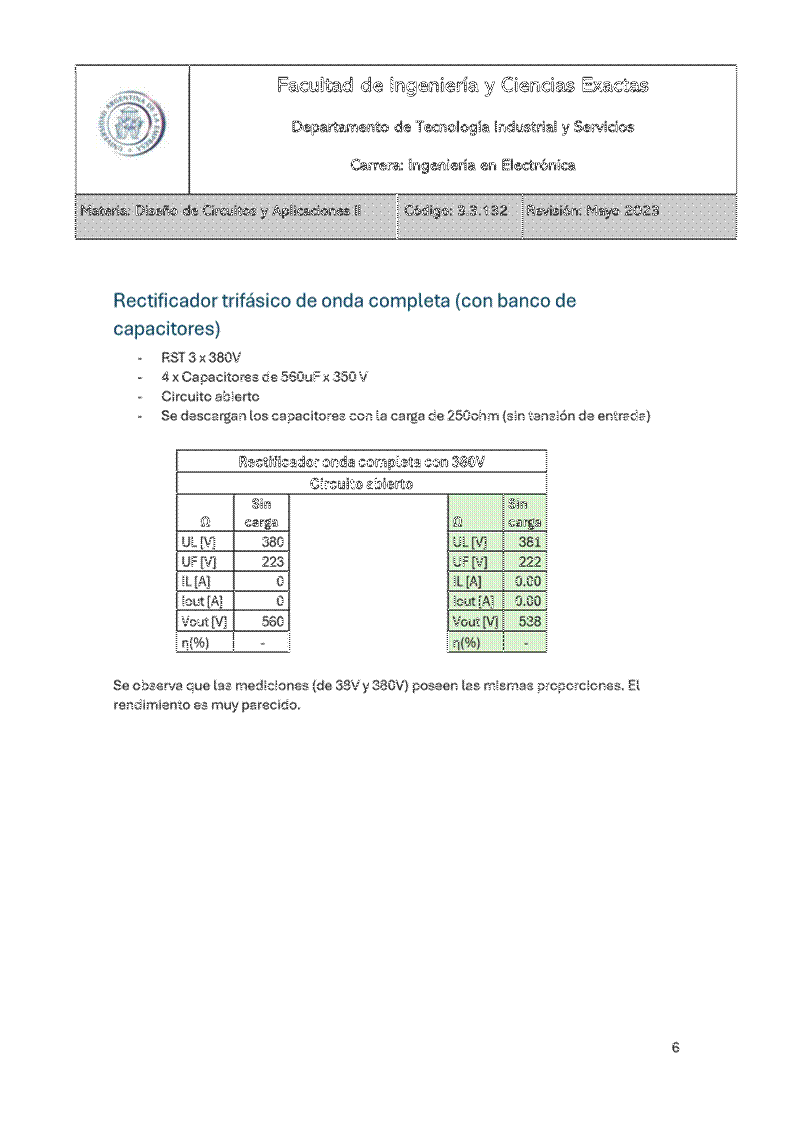 Facultad de Ingeniería y Ciencias Exactas
Departamento de Tecnología Industrial y Servicios
Carrera: Ingeniería en Electrónica
UNIVERSIDAD ARGENTINA DE LA EMPRESA
Materia: Diseño de Circuitos y Aplicaciones II Código: 3.3.132 Revisión: Mayo 2023
Rectificador trifásico de onda completa (con banco de
capacitores)
- RST 3 x 380V
- 4 x Capacitores de 560uF x 350 V
- Circuito abierto
- Se descargan los capacitores con la carga de 250ohm (sin tensión de entrada)
Rectificador onda completa con 380V
Circuito abierto
Ω Sin carga Ω Sin carga
UL [V] 380 UL [V] 381
UF [V] 223 UF [V] 222
IL [A] 0 IL [A] 0.00
Iout [A] 0 Iout [A] 0.00
Vout [V] 560 Vout [V] 538
η(%) - η(%) -
Se observa que las mediciones (de 38V y 380V) poseen las mismas proporciones. El
rendimiento es muy parecido.
6